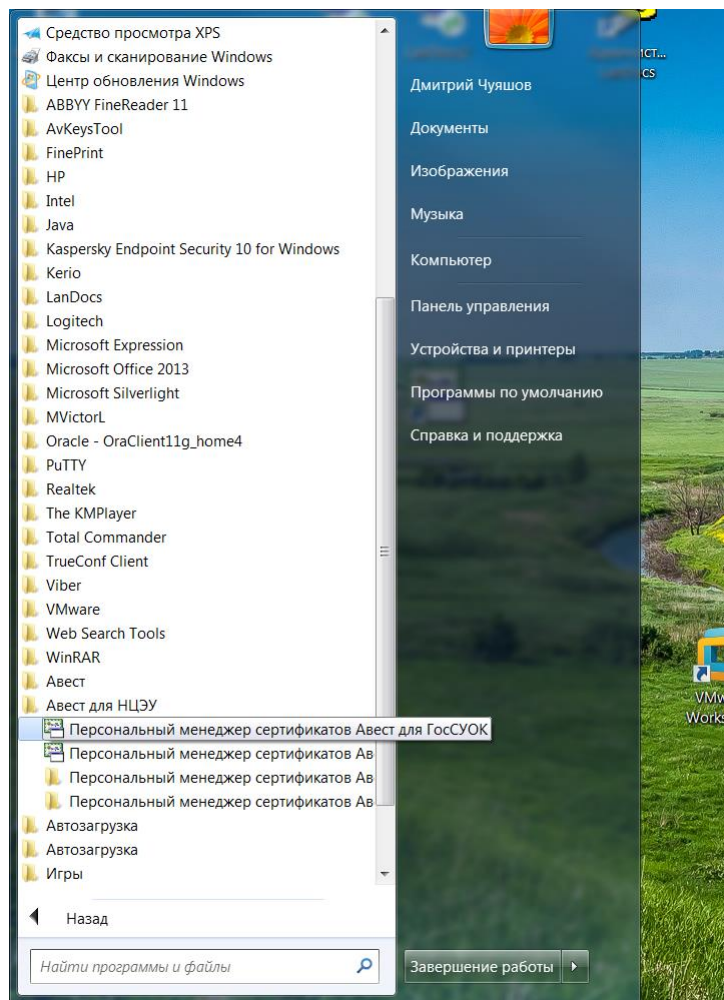 Средство просмотра XPS
Факсы и сканирование Windows
Центр обновления Windows
ABBYY FineReader 11
AvKeysTool
FinePrint
HP
Intel
Java
Kaspersky Endpoint Security 10 for Windows
Kerio
LanDocs
Logitech
Microsoft Expression
Microsoft Office 2013
Microsoft Silverlight
MVictorL
Oracle - OraClient11g_home4
PuTTY
Realtek
The KMPlayer
Total Commander
TrueConf Client
Viber
VMware
Web Search Tools
WinRAR
Авест
Авест для НЦЭУ
Персональный менеджер сертификатов Авест для ГосСУОК
Персональный менеджер сертификатов Ав
Персональный менеджер сертификатов Ав
Персональный менеджер сертификатов Ав
Автозагрузка
Автозагрузка
Игры
Назад
Найти программы и файлы
Дмитрий Чуяшов
Документы
Изображения
Музыка
Компьютер
Панель управления
Устройства и принтеры
Программы по умолчанию
Справка и поддержка
Завершение работы
VMw
Works